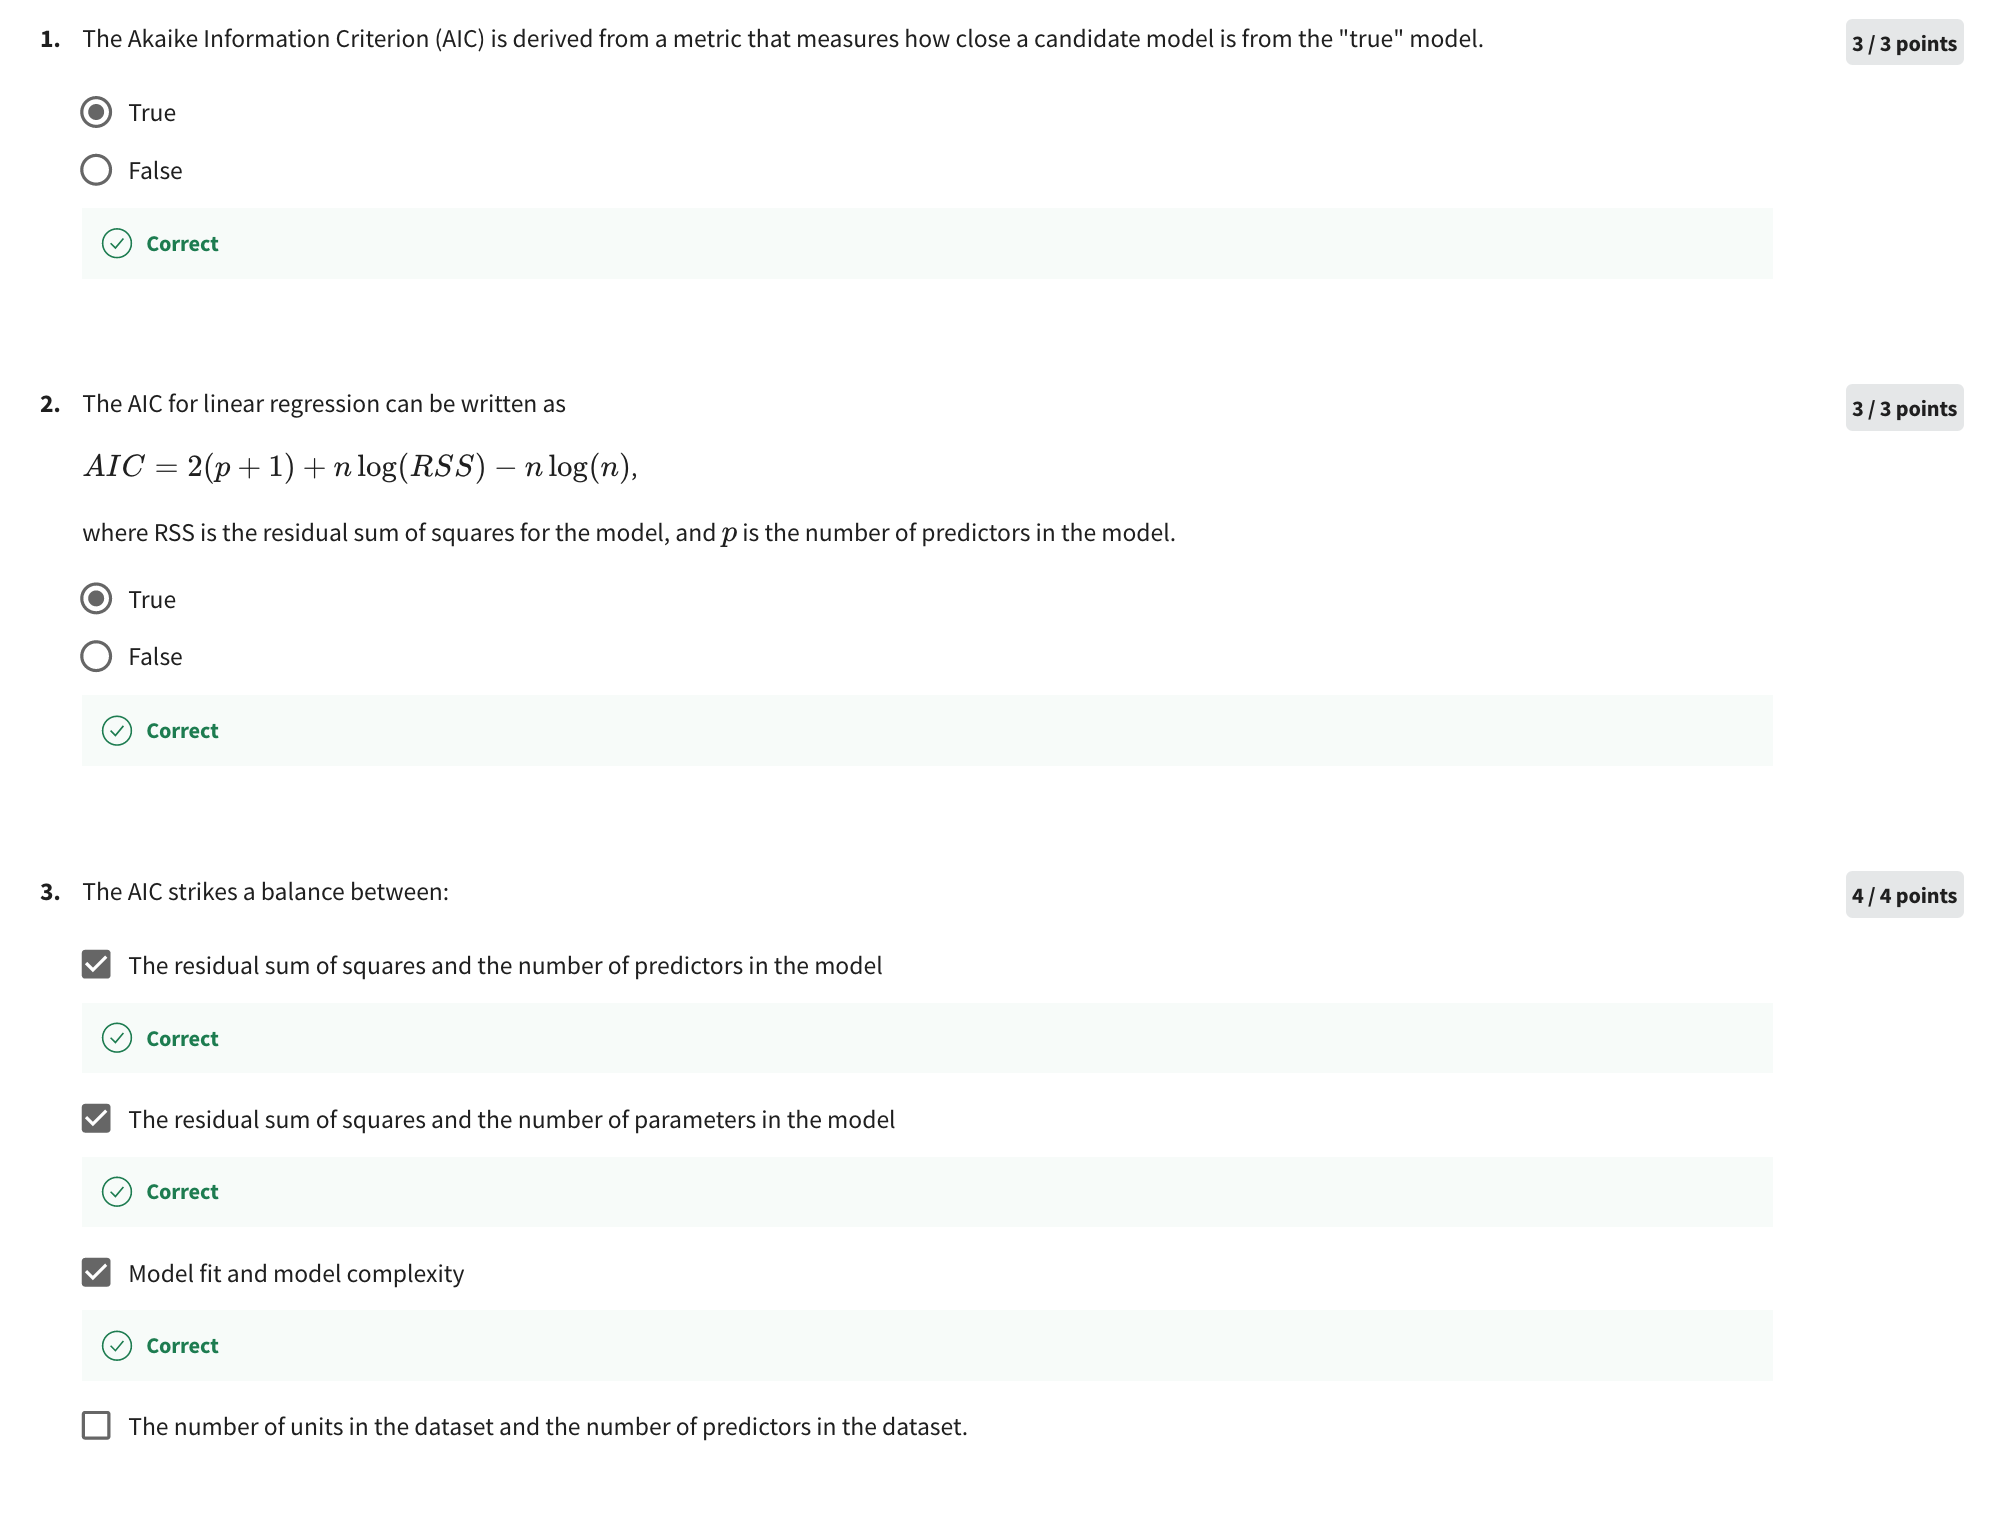 1. The Akaike Information Criterion (AIC) is derived from a metric that measures how close a candidate model is from the "true" model.
3 / 3 points
True
False
Correct
2. The AIC for linear regression can be written as
3 / 3 points
AIC = 2(p + 1) + n log(RSS) − n log(n),
where RSS is the residual sum of squares for the model, and p is the number of predictors in the model.
True
False
Correct
3. The AIC strikes a balance between:
4 / 4 points
The residual sum of squares and the number of predictors in the model
Correct
The residual sum of squares and the number of parameters in the model
Correct
Model fit and model complexity
Correct
The number of units in the dataset and the number of predictors in the dataset.